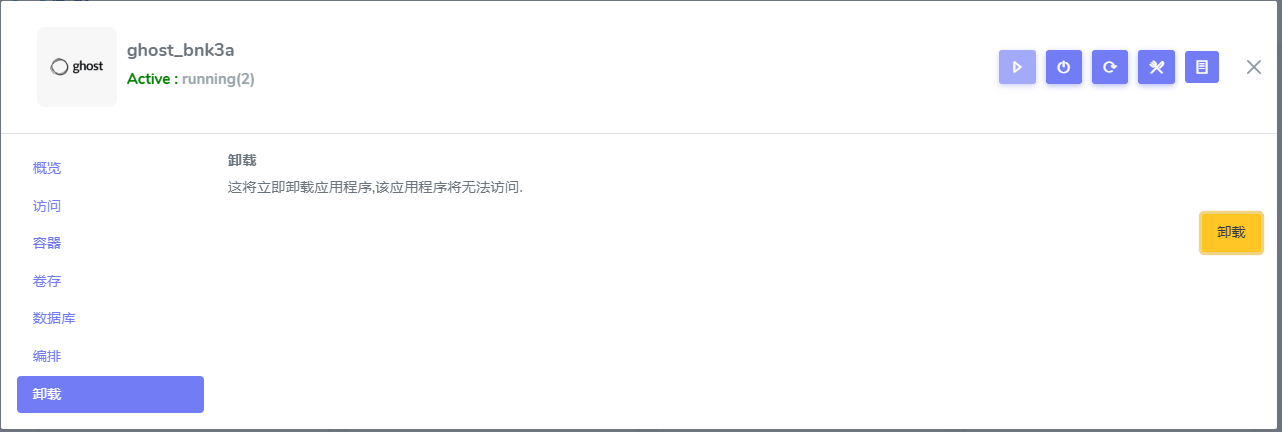 ghost
ghost_bnk3a
Active : running(2)
概览
访问
容器
卷存
数据库
编排
卸载
卸载
这将立即卸载应用程序,该应用程序将无法访问.
卸载